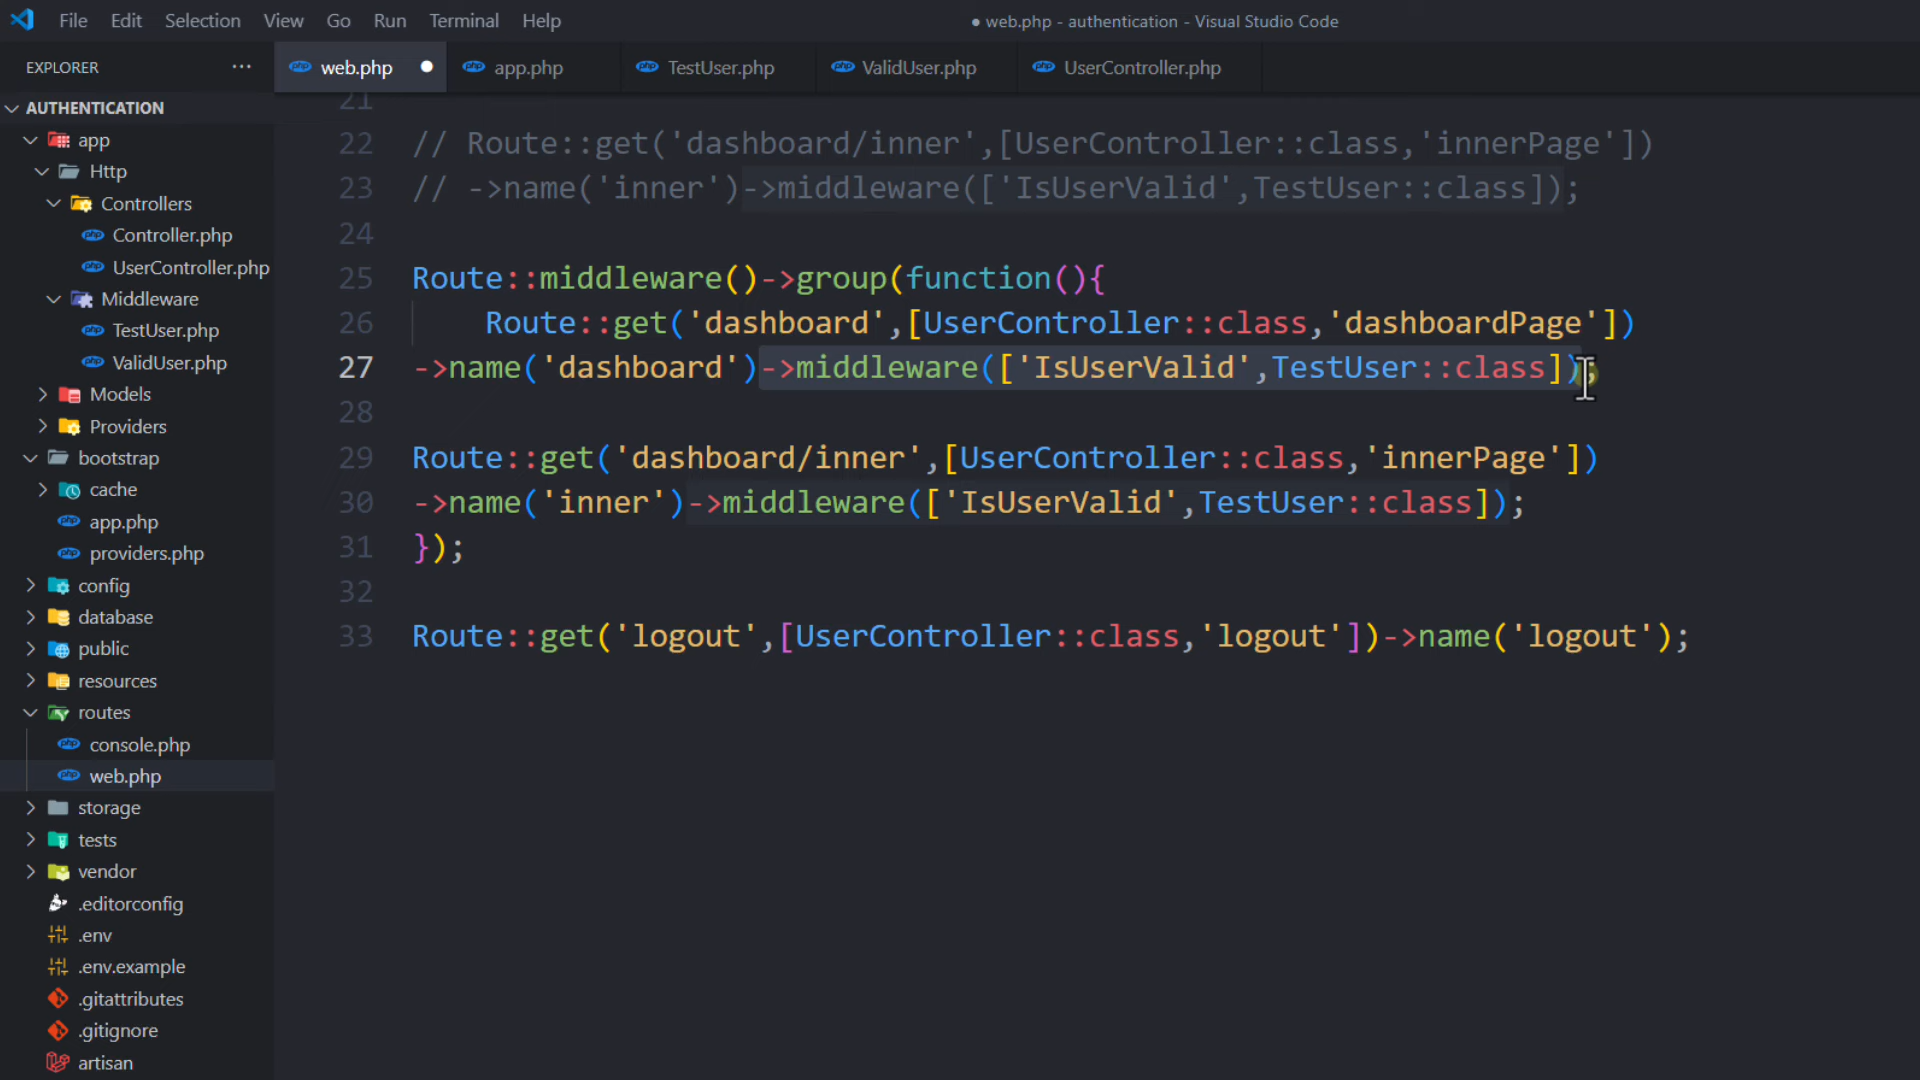 File Edit Selection View Go Run Terminal Help
● web.php - authentication - Visual Studio Code
EXPLORER ···
web.php app.php TestUser.php ValidUser.php UserController.php
AUTHENTICATION
app
Http
Controllers
Controller.php
UserController.php
Middleware
TestUser.php
ValidUser.php
Models
Providers
bootstrap
cache
app.php
providers.php
config
database
public
resources
routes
console.php
web.php
storage
tests
vendor
.editorconfig
.env
.env.example
.gitattributes
.gitignore
artisan
21
22 // Route::get('dashboard/inner',[UserController::class,'innerPage'])
23 // ->name('inner')->middleware(['IsUserValid',TestUser::class]);
24
25 Route::middleware()->group(function(){
26 Route::get('dashboard',[UserController::class,'dashboardPage'])
27 ->name('dashboard')->middleware(['IsUserValid',TestUser::class]);
28
29 Route::get('dashboard/inner',[UserController::class,'innerPage'])
30 ->name('inner')->middleware(['IsUserValid',TestUser::class]);
31 });
32
33 Route::get('logout',[UserController::class,'logout'])->name('logout');